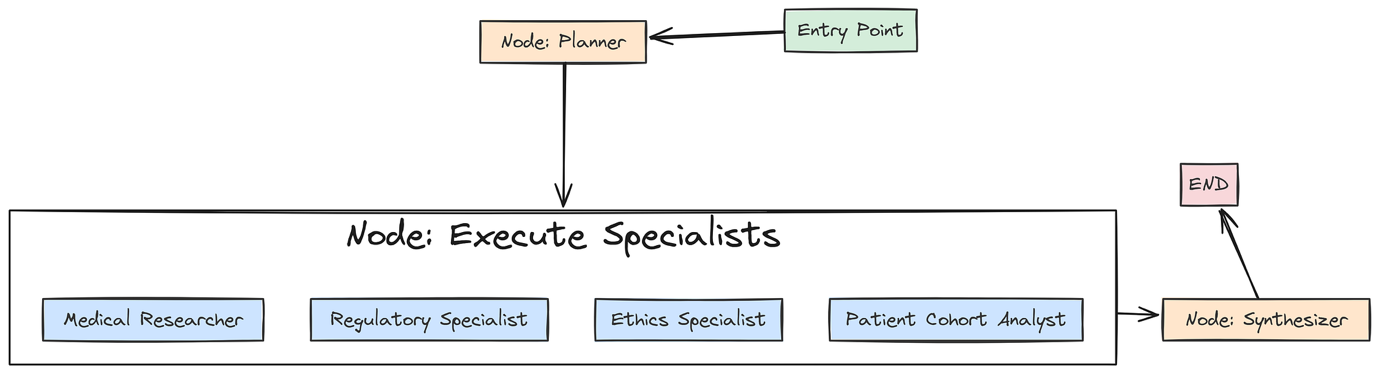 Entry Point
Node: Planner
Node: Execute Specialists
Medical Researcher
Regulatory Specialist
Ethics Specialist
Patient Cohort Analyst
Node: Synthesizer
END